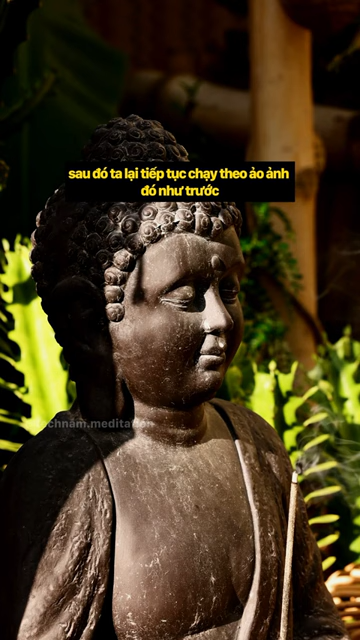 sau đó ta lại tiếp tục chạy theo ảo ảnh
đó như trước